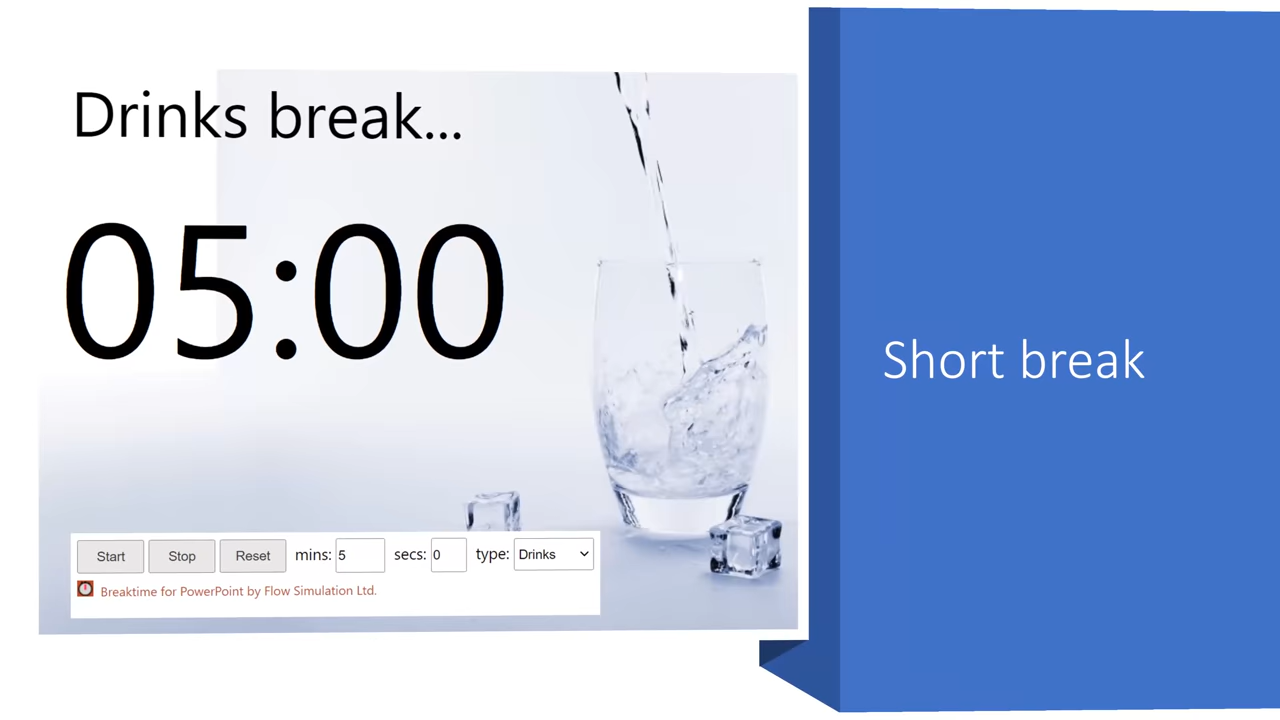 Drinks break...
05:00
Start Stop Reset mins: 5 secs: 0 type: Drinks
Breaktime for PowerPoint by Flow Simulation Ltd.
Short break